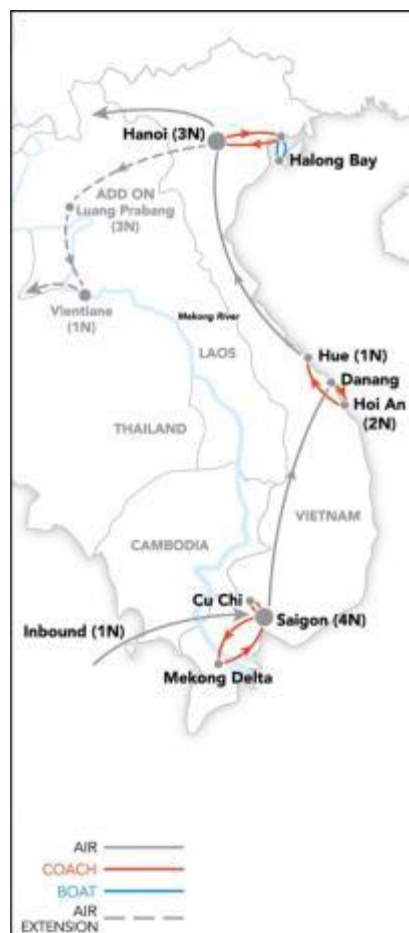 Hanoi (3N)
Halong Bay
ADD ON
Luang Prabang
(3N)
Vientiane
(1N)
Mekong River
LAOS
Hue (1N)
Danang
Hoi An
(2N)
THAILAND
VIETNAM
CAMBODIA
Cu Chi
Saigon (4N)
Inbound (1N)
Mekong Delta
AIR
COACH
BOAT
AIR
EXTENSION